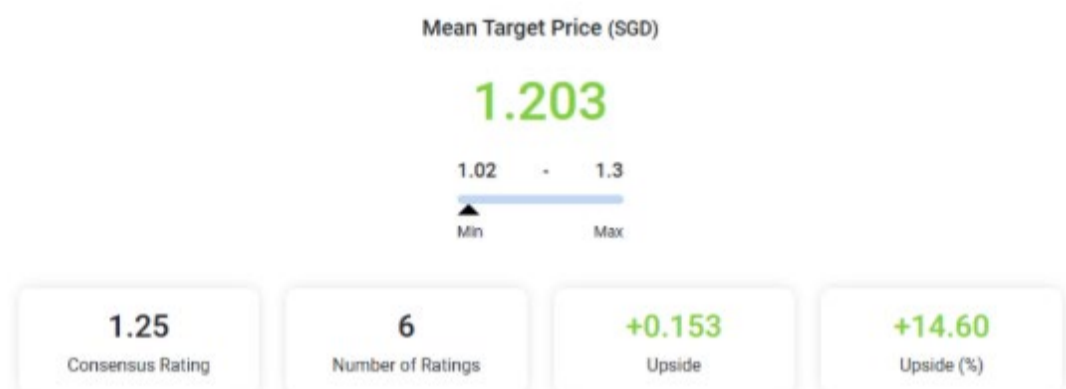 Mean Target Price (SGD)
1.203
1.02 - 1.3
Min Max
1.25 6 +0.153 +14.60
Consensus Rating Number of Ratings Upside Upside (%)